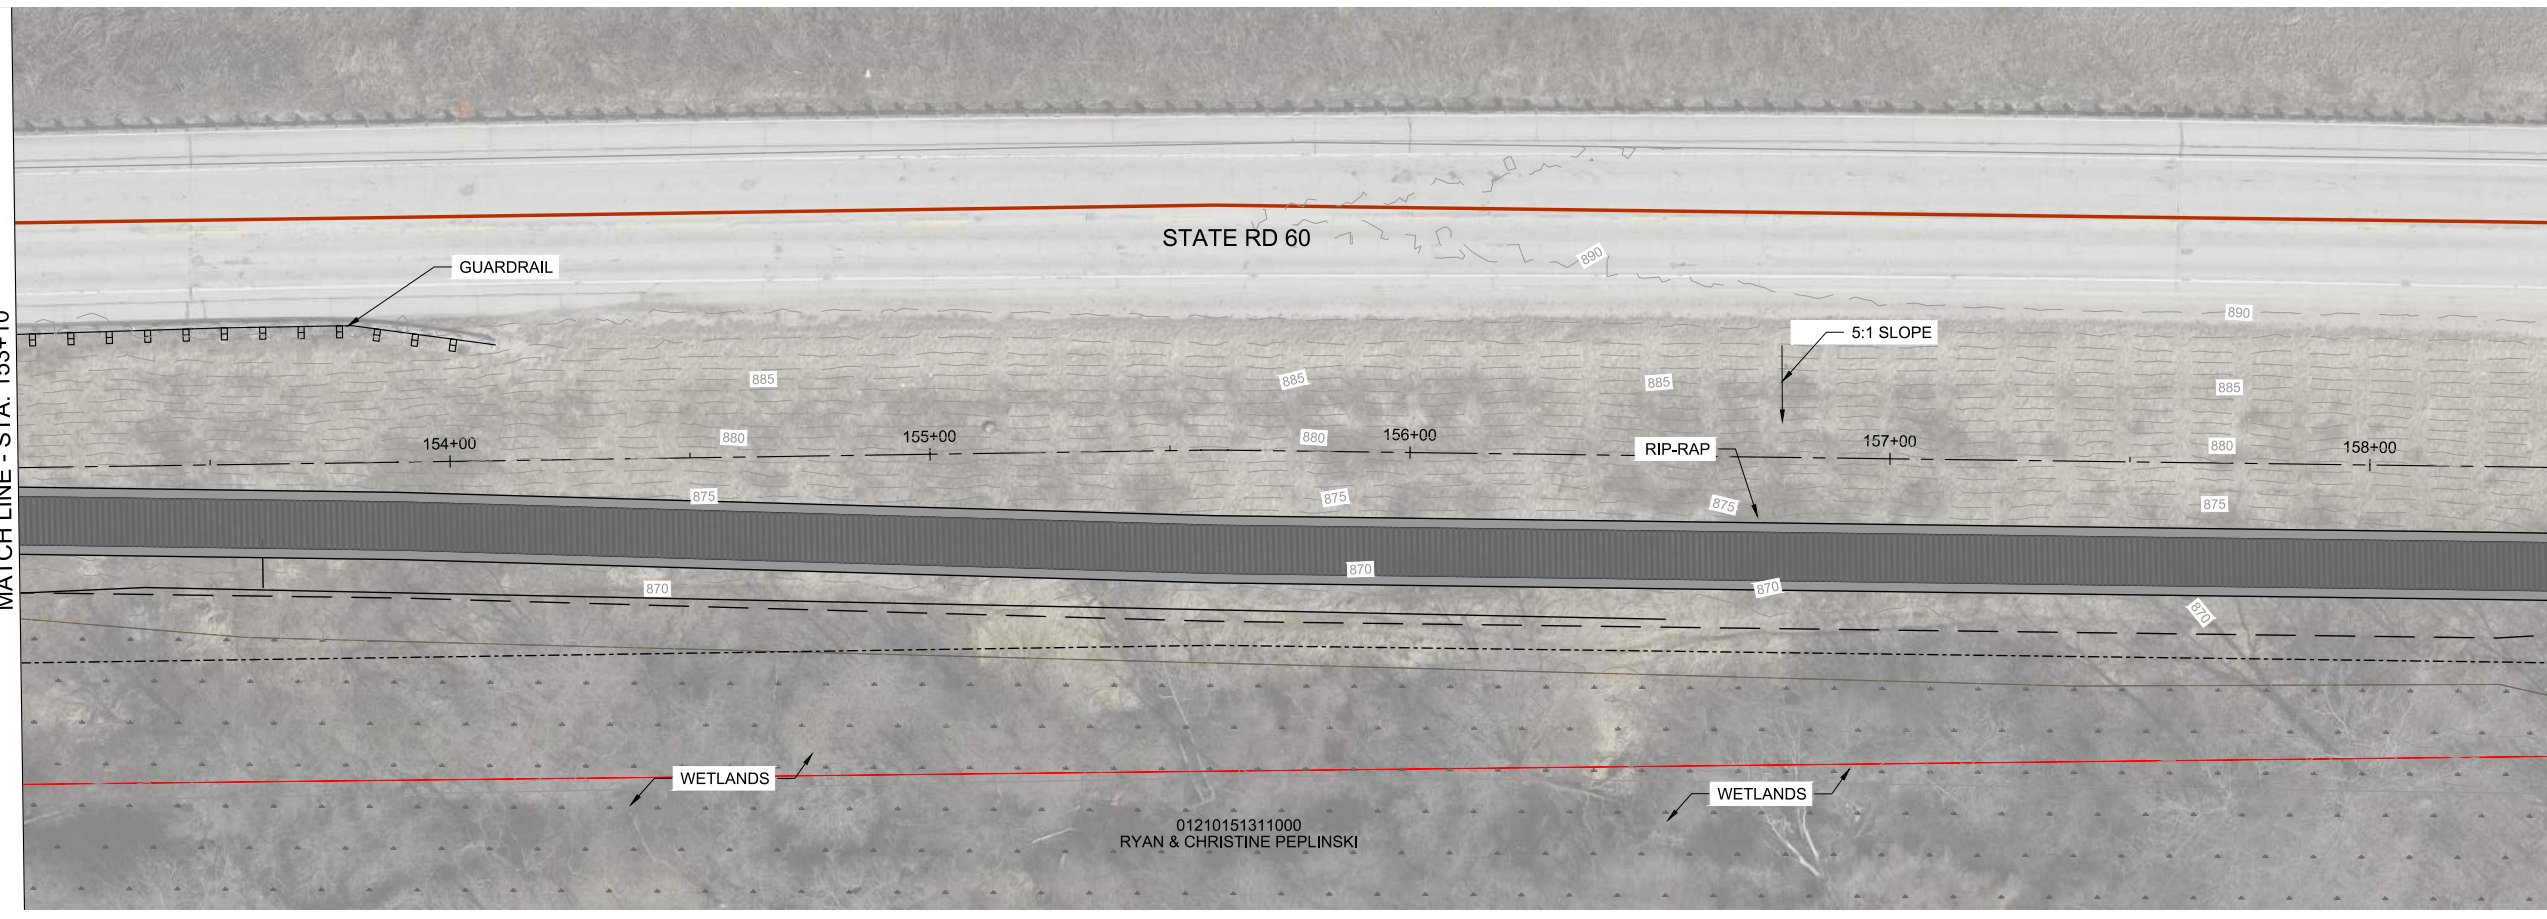 MATCH LINE - STA. 153+10
STATE RD 60
GUARDRAIL
890
890
5:1 SLOPE
885
885
885
885
154+00
880
155+00
880
156+00
RIP-RAP
157+00
880
158+00
875
875
875
875
870
870
870
870
WETLANDS
WETLANDS
01210151311000
RYAN & CHRISTINE PEPLINSKI